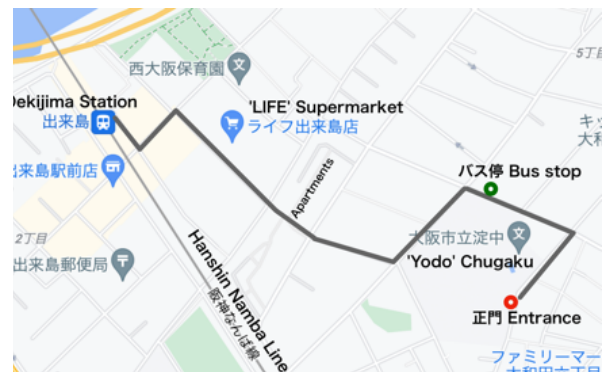 5丁目
西大阪保育園
Dekijima Station
'LIFE' Supermarket
出来島
ライフ出来島店
キッ
大和
出来島駅前店
バス停 Bus stop
Apartments
2丁目
大阪市立淀中
'Yodo' Chugaku
出来島郵便局
Hanshin Namba Line
阪神なんば線
正門 Entrance
ファミリーマー